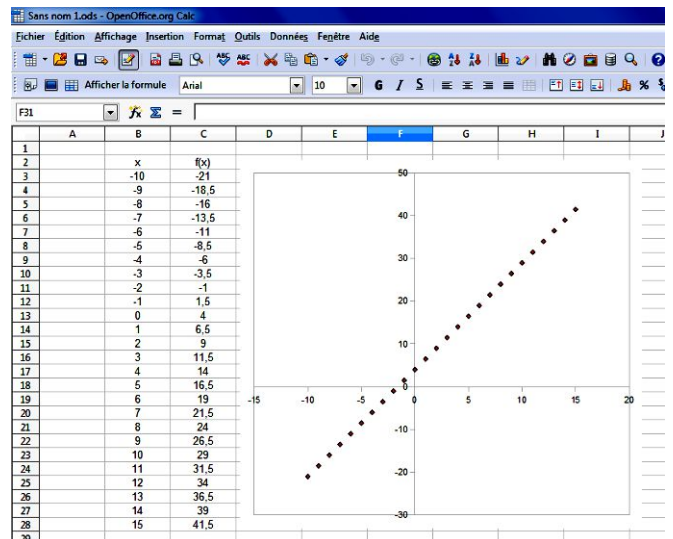 Sans nom 1.ods - OpenOffice.org Calc
Fichier Édition Affichage Insertion Format Outils Données Fenêtre Aide
Afficher la formule Arial 10 G I S %
F31 fx Σ =
A B C D E F G H I J
1
2 x f(x)
3 -10 -21
4 -9 -18,5
5 -8 -16
6 -7 -13,5
7 -6 -11
8 -5 -8,5
9 -4 -6
10 -3 -3,5
11 -2 -1
12 -1 1,5
13 0 4
14 1 6,5
15 2 9
16 3 11,5
17 4 14
18 5 16,5
19 6 19
20 7 21,5
21 8 24
22 9 26,5
23 10 29
24 11 31,5
25 12 34
26 13 36,5
27 14 39
28 15 41,5
29
50
40
30
20
10
0
-15 -10 -5 0 5 10 15 20
-10
-20
-30